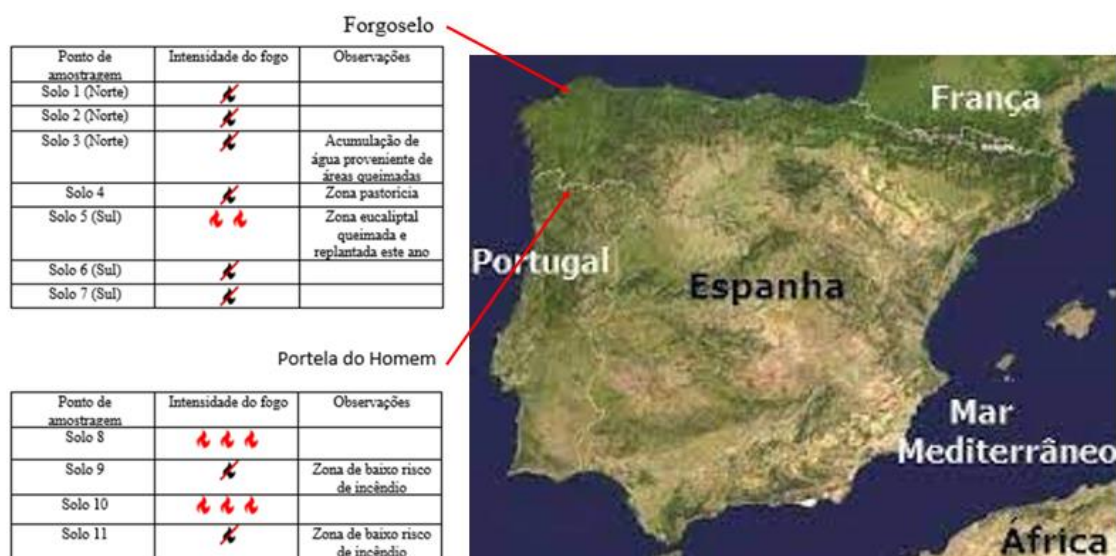 Forgoselo
Ponto de
amostragem
Intensidade do fogo
Observações
Solo 1 (Norte)
Solo 2 (Norte)
Solo 3 (Norte)
Acumulação de
água proveniente de
áreas queimadas
Solo 4
Zona pastoricia
Solo 5 (Sul)
Zona eucaliptal
queimada e
replantada este ano
Solo 6 (Sul)
Solo 7 (Sul)
Portela do Homem
Ponto de
amostragem
Intensidade do fogo
Observações
Solo 8
Solo 9
Zona de baixo risco
de incêndio
Solo 10
Solo 11
Zona de baixo risco
de incêndio
França
Portugal
Espanha
Mar
Mediterrâneo
África